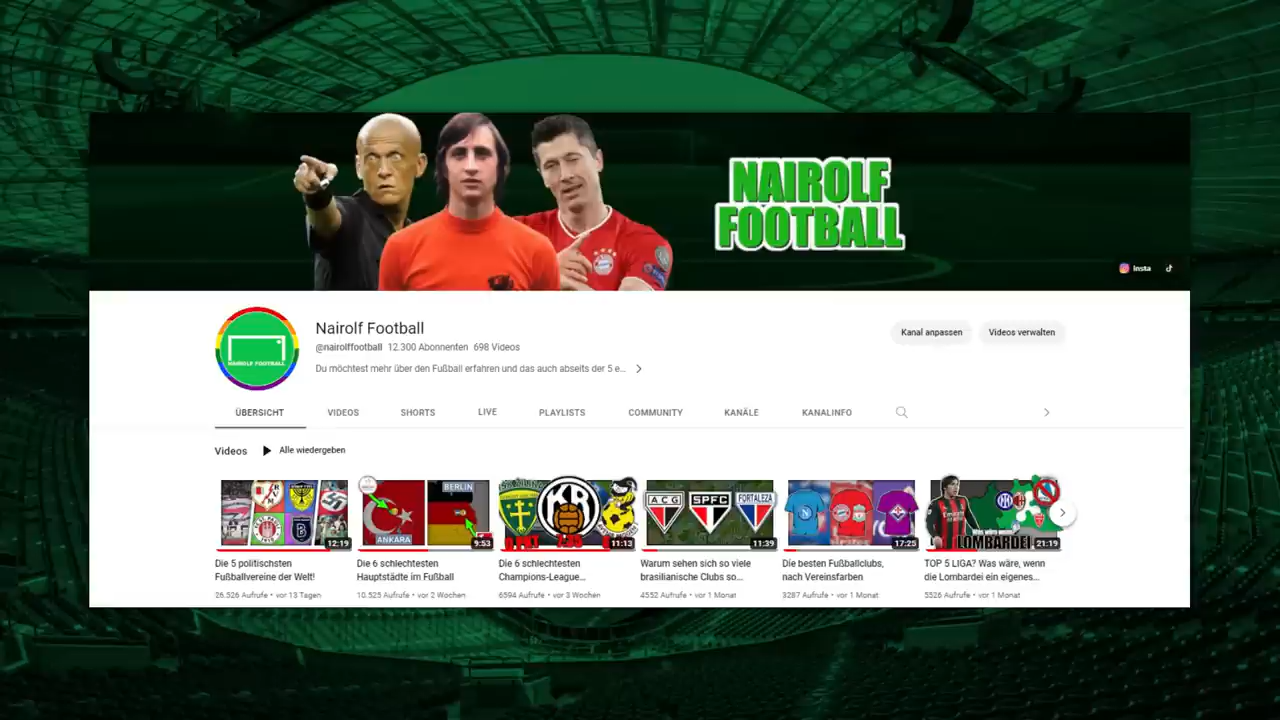 NAIROLF
FOOTBALL
Insta
NAIROLF FOOTBALL
Nairolf Football
Kanal anpassen
Videos verwalten
@nairolffootball 12.300 Abonnenten 698 Videos
Du möchtest mehr über den Fußball erfahren und das auch abseits der 5 e...
ÜBERSICHT VIDEOS SHORTS LIVE PLAYLISTS COMMUNITY KANÄLE KANALINFO
Videos
Alle wiedergeben
12:19
BERLIN
ANKARA
9:53
KR
11:13
ACG
SPFC
FORTALEZA
11:39
17:25
LOMBARDEI
21:19
Die 5 politischsten
Fußballvereine der Welt!
26.526 Aufrufe • vor 13 Tagen
Die 6 schlechtesten
Hauptstädte im Fußball
10.525 Aufrufe • vor 2 Wochen
Die 6 schlechtesten
Champions-League...
6594 Aufrufe • vor 3 Wochen
Warum sehen sich so viele
brasilianische Clubs so...
4552 Aufrufe • vor 1 Monat
Die besten Fußballclubs,
nach Vereinsfarben
3287 Aufrufe • vor 1 Monat
TOP 5 LIGA? Was wäre, wenn
die Lombardei ein eigenes...
5526 Aufrufe • vor 1 Monat